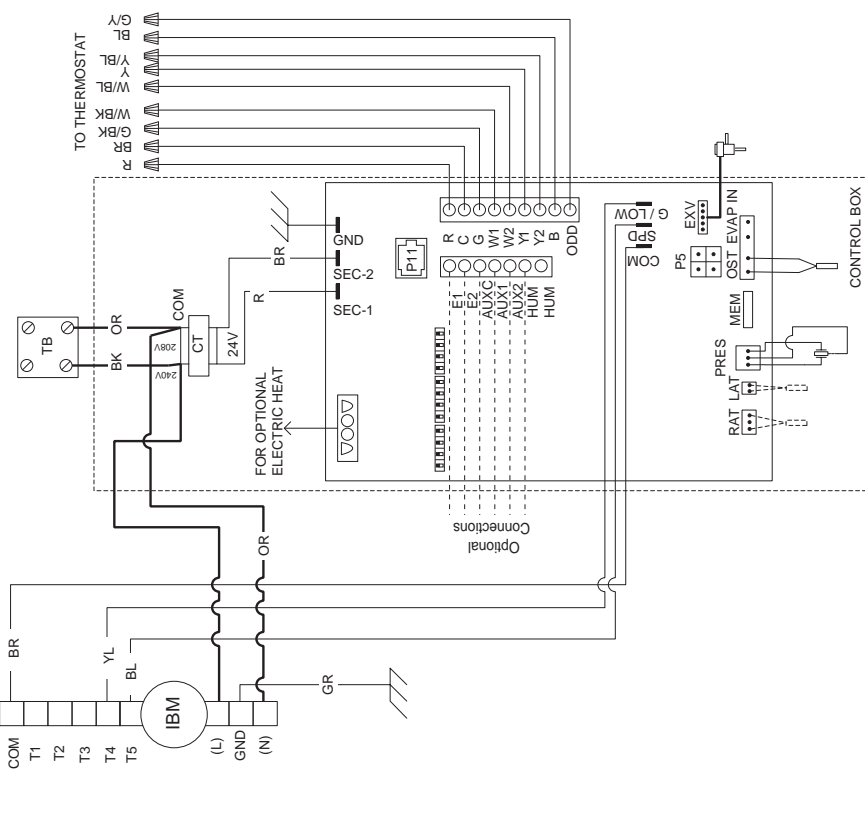 TO THERMOSTAT
G/Y
BL
Y/BL
Y
W/BL
W/BK
G/BK
BR
R
TB
OR
BK
COM
208V
240V
CT
24V
BR
R
GND
SEC-2
SEC-1
FOR OPTIONAL
ELECTRIC HEAT
P11
R
C
G
W1
W2
Y1
Y2
B
ODD
E1
E2
AUXC
AUX1
AUX2
HUM
HUM
G / LOW
SPD
COM
EXV
P5
OST
EVAP IN
MEM
PRES
LAT
RAT
CONTROL BOX
Optional
Connections
OR
BR
YL
BL
GR
IBM
COM
T1
T2
T3
T4
T5
(L)
GND
(N)